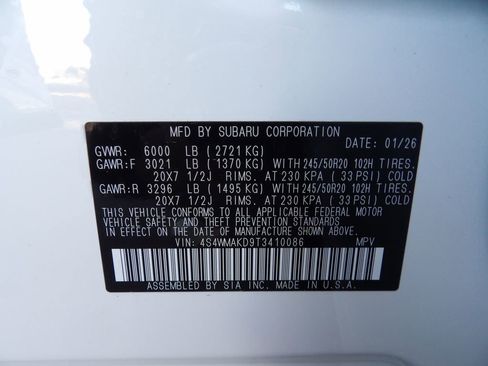 MFD BY SUBARU CORPORATION
DATE: 01/26
GVWR: 6000 LB (2721 KG)
GAWR:F 3021 LB (1370 KG) WITH 245/50R20 102H TIRES.
20X7 1/2J RIMS. AT 230 KPA (33 PSI) COLD
GAWR:R 3296 LB (1495 KG) WITH 245/50R20 102H TIRES.
20X7 1/2J RIMS. AT 230 KPA (33 PSI) COLD
THIS VEHICLE CONFORMS TO ALL APPLICABLE FEDERAL MOTOR
VEHICLE SAFETY AND THEFT PREVENTION STANDARDS
IN EFFECT ON THE DATE OF MANUFACTURE SHOWN ABOVE.
VIN: 4S4WMAKD9T3410086 MPV
ASSEMBLED BY SIA INC. MADE IN U.S.A.